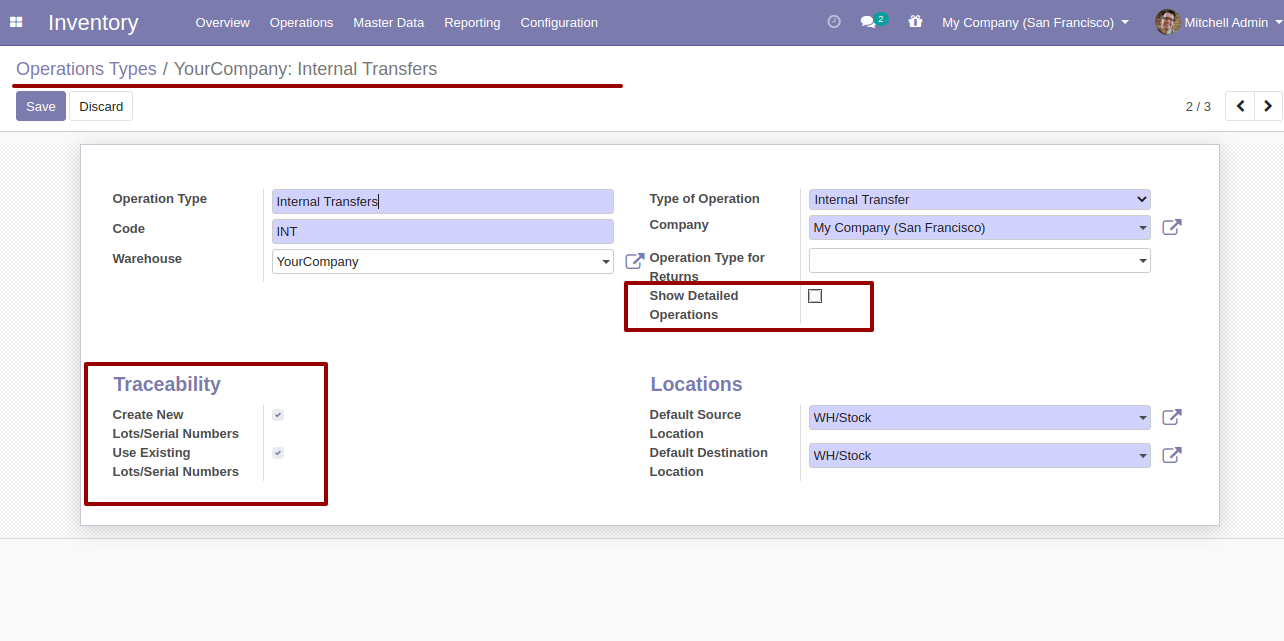 Inventory Overview Operations Master Data Reporting Configuration 2 My Company (San Francisco) Mitchell Admin
Operations Types / YourCompany: Internal Transfers
Save Discard 2 / 3
Operation Type Internal Transfers
Code INT
Warehouse YourCompany
Type of Operation Internal Transfer
Company My Company (San Francisco)
Operation Type for
Returns
Show Detailed
Operations
Traceability
Create New
Lots/Serial Numbers
Use Existing
Lots/Serial Numbers
Locations
Default Source WH/Stock
Location
Default Destination WH/Stock
Location